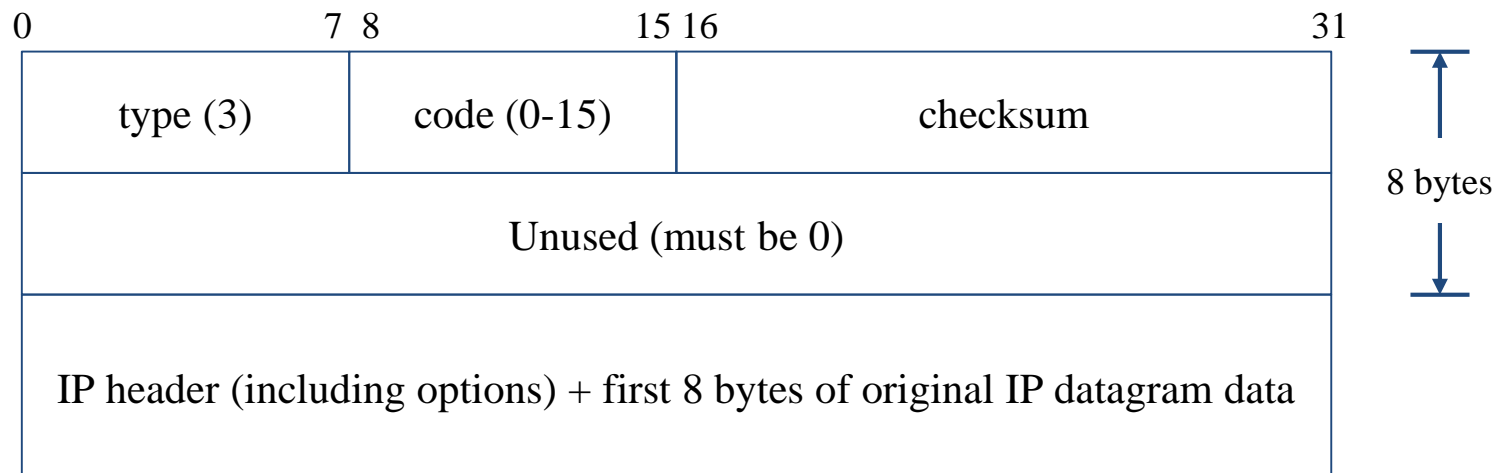 0 7 8 15 16 31
type (3) code (0-15) checksum
8 bytes
Unused (must be 0)
IP header (including options) + first 8 bytes of original IP datagram data